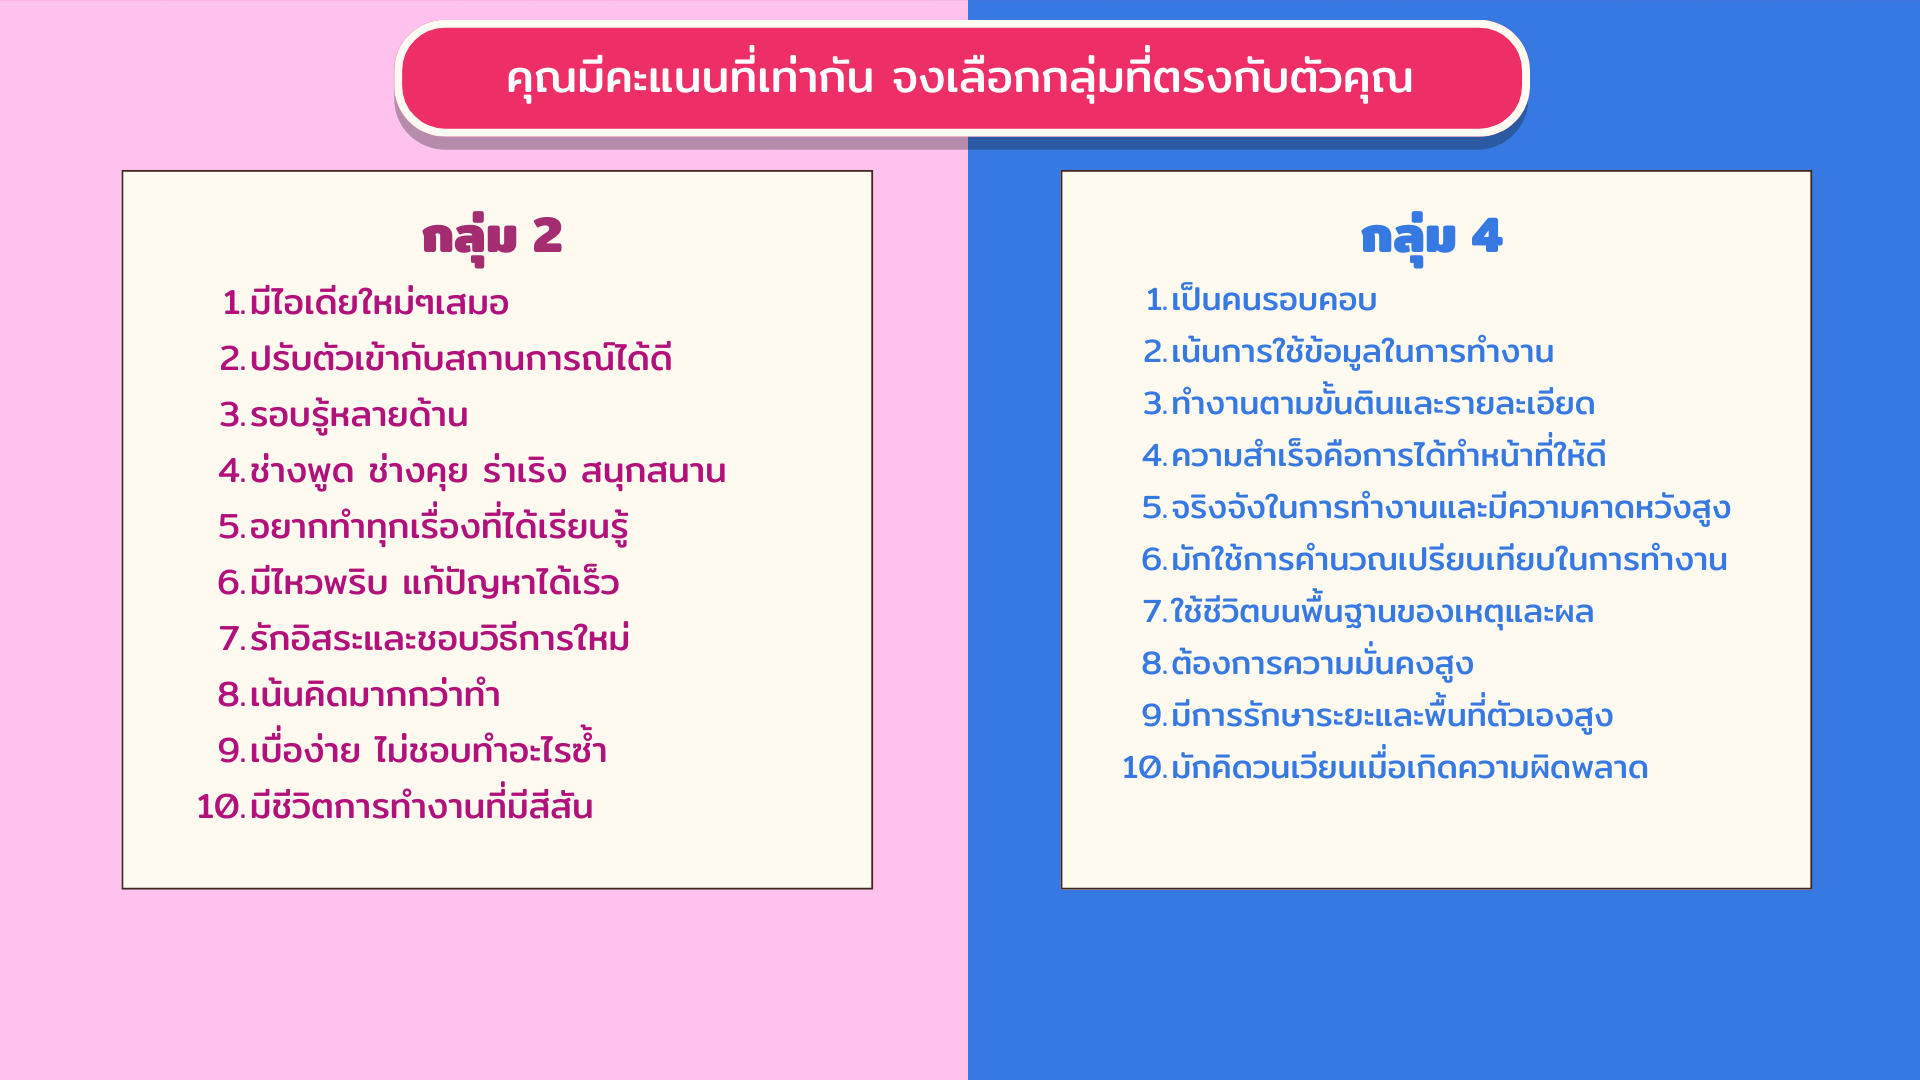 คุณมีคะแนนที่เท่ากัน จงเลือกกลุ่มที่ตรงกับตัวคุณ
กลุ่ม 2
1. มีไอเดียใหม่ๆเสมอ
2. ปรับตัวเข้ากับสถานการณ์ได้ดี
3. รอบรู้หลายด้าน
4. ช่างพูด ช่างคุย ร่าเริง สนุกสนาน
5. อยากทำทุกเรื่องที่ได้เรียนรู้
6. มีไหวพริบ แก้ปัญหาได้เร็ว
7. รักอิสระและชอบวิธีการใหม่
8. เน้นคิดมากกว่าทำ
9. เบื่อง่าย ไม่ชอบทำอะไรซ้ำ
10. มีชีวิตการทำงานที่มีสีสัน
กลุ่ม 4
1. เป็นคนรอบคอบ
2. เน้นการใช้ข้อมูลในการทำงาน
3. ทำงานตามขั้นตินและรายละเอียด
4. ความสำเร็จคือการได้ทำหน้าที่ให้ดี
5. จริงจังในการทำงานและมีความคาดหวังสูง
6. มักใช้การคำนวณเปรียบเทียบในการทำงาน
7. ใช้ชีวิตบนพื้นฐานของเหตุและผล
8. ต้องการความมั่นคงสูง
9. มีการรักษาระยะและพื้นที่ตัวเองสูง
10. มักคิดวนเวียนเมื่อเกิดความผิดพลาด